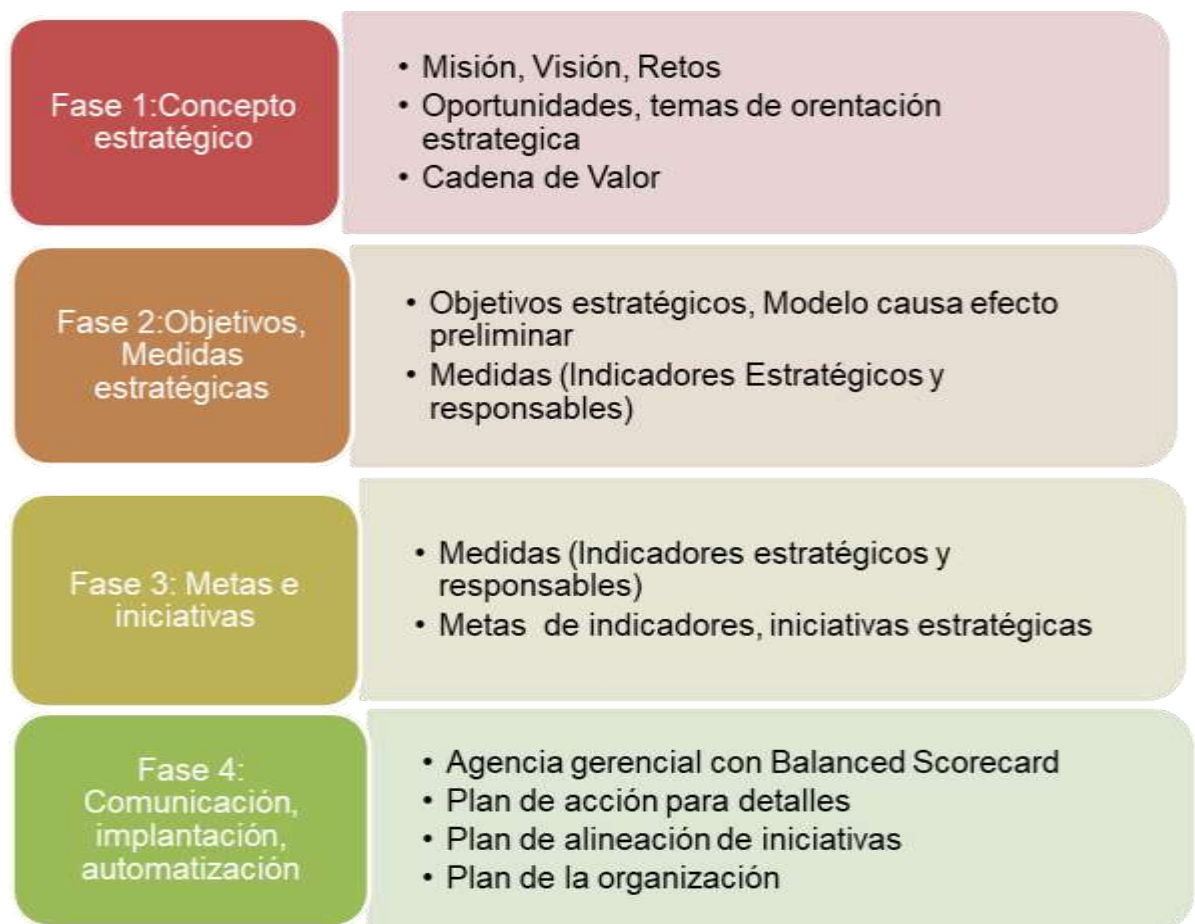 Fase 1:Concepto
estratégico
• Misión, Visión, Retos
• Oportunidades, temas de orentación
estrategica
• Cadena de Valor
Fase 2:Objetivos,
Medidas
estratégicas
• Objetivos estratégicos, Modelo causa efecto
preliminar
• Medidas (Indicadores Estratégicos y
responsables)
Fase 3: Metas e
iniciativas
• Medidas (Indicadores estratégicos y
responsables)
• Metas de indicadores, iniciativas estratégicas
Fase 4:
Comunicación,
implantación,
automatización
• Agencia gerencial con Balanced Scorecard
• Plan de acción para detalles
• Plan de alineación de iniciativas
• Plan de la organización